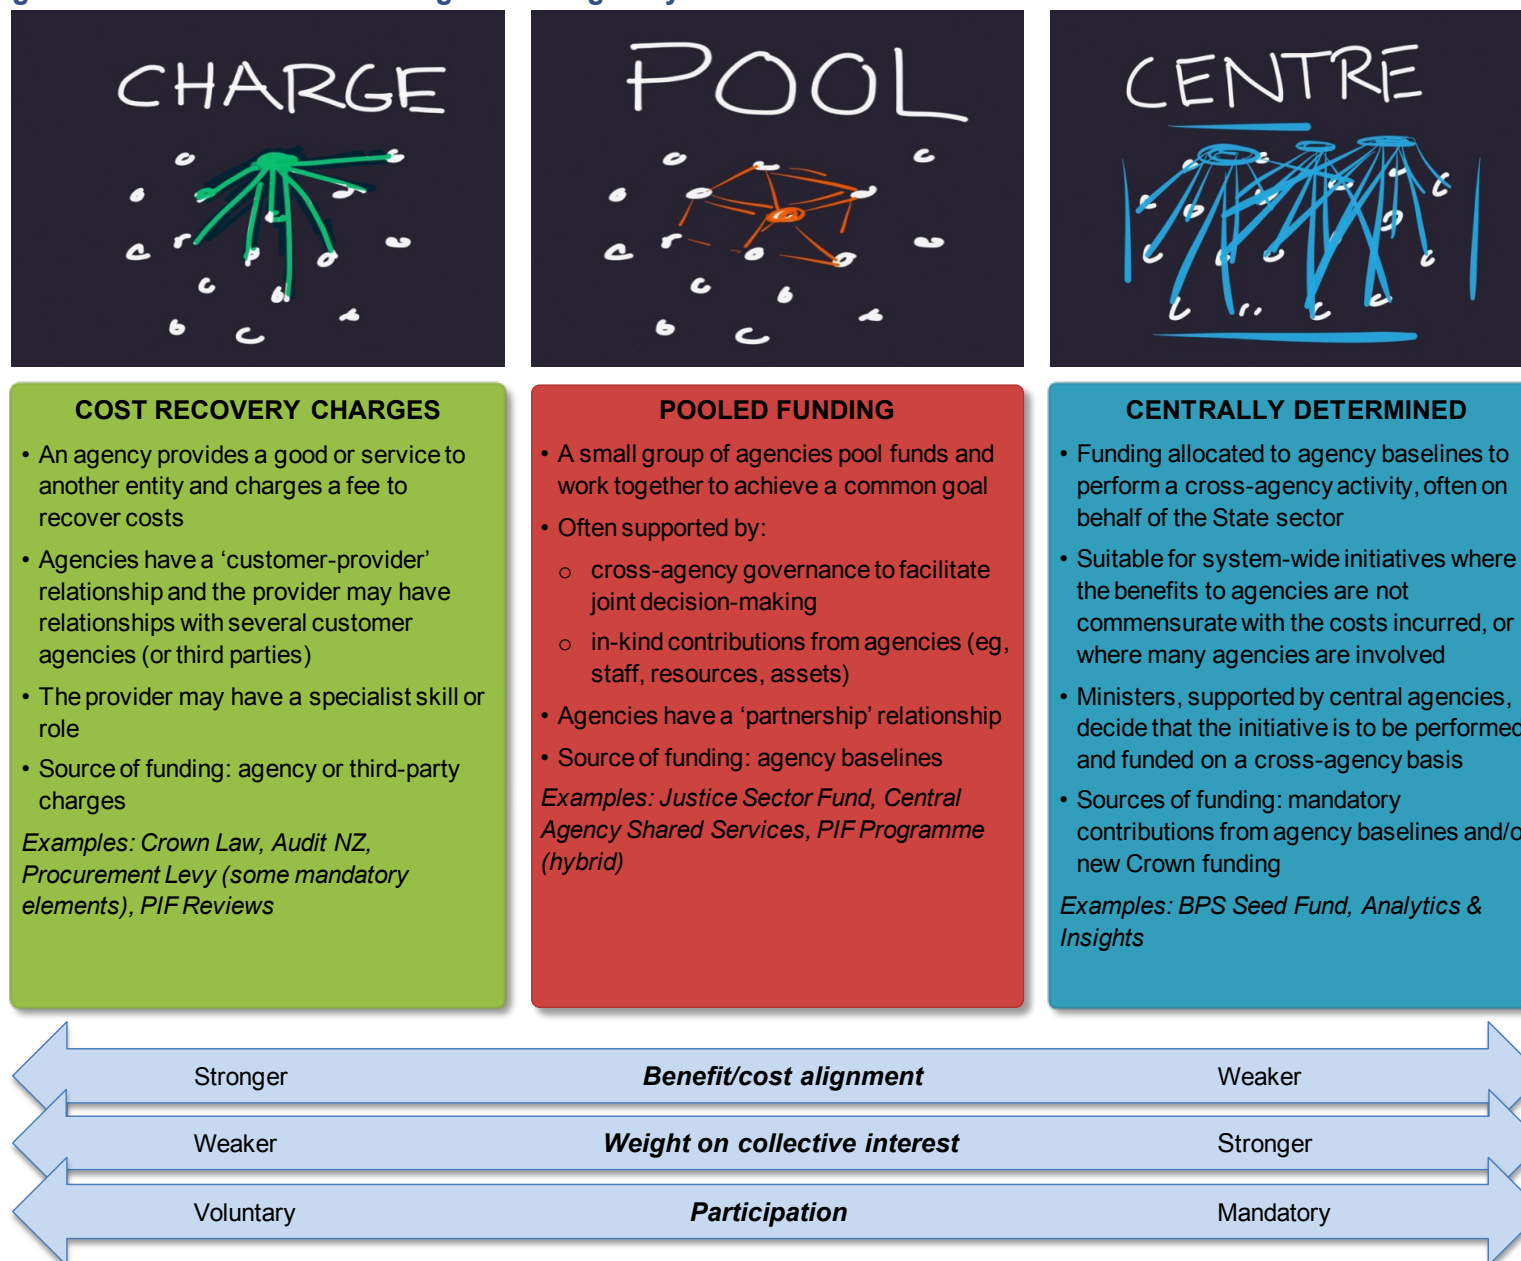 CHARGE
POOL
CENTRE
COST RECOVERY CHARGES
• An agency provides a good or service to
another entity and charges a fee to
recover costs
• Agencies have a ‘customer-provider’
relationship and the provider may have
relationships with several customer
agencies (or third parties)
• The provider may have a specialist skill or
role
• Source of funding: agency or third-party
charges
Examples: Crown Law, Audit NZ,
Procurement Levy (some mandatory
elements), PIF Reviews
POOLED FUNDING
• A small group of agencies pool funds and
work together to achieve a common goal
• Often supported by:
o cross-agency governance to facilitate
joint decision-making
o in-kind contributions from agencies (eg,
staff, resources, assets)
• Agencies have a ‘partnership’ relationship
• Source of funding: agency baselines
Examples: Justice Sector Fund, Central
Agency Shared Services, PIF Programme
(hybrid)
CENTRALLY DETERMINED
• Funding allocated to agency baselines to
perform a cross-agency activity, often on
behalf of the State sector
• Suitable for system-wide initiatives where
the benefits to agencies are not
commensurate with the costs incurred, or
where many agencies are involved
• Ministers, supported by central agencies,
decide that the initiative is to be performed
and funded on a cross-agency basis
• Sources of funding: mandatory
contributions from agency baselines and/o
new Crown funding
Examples: BPS Seed Fund, Analytics &
Insights
Stronger Benefit/cost alignment Weaker
Weaker Weight on collective interest Stronger
Voluntary Participation Mandatory